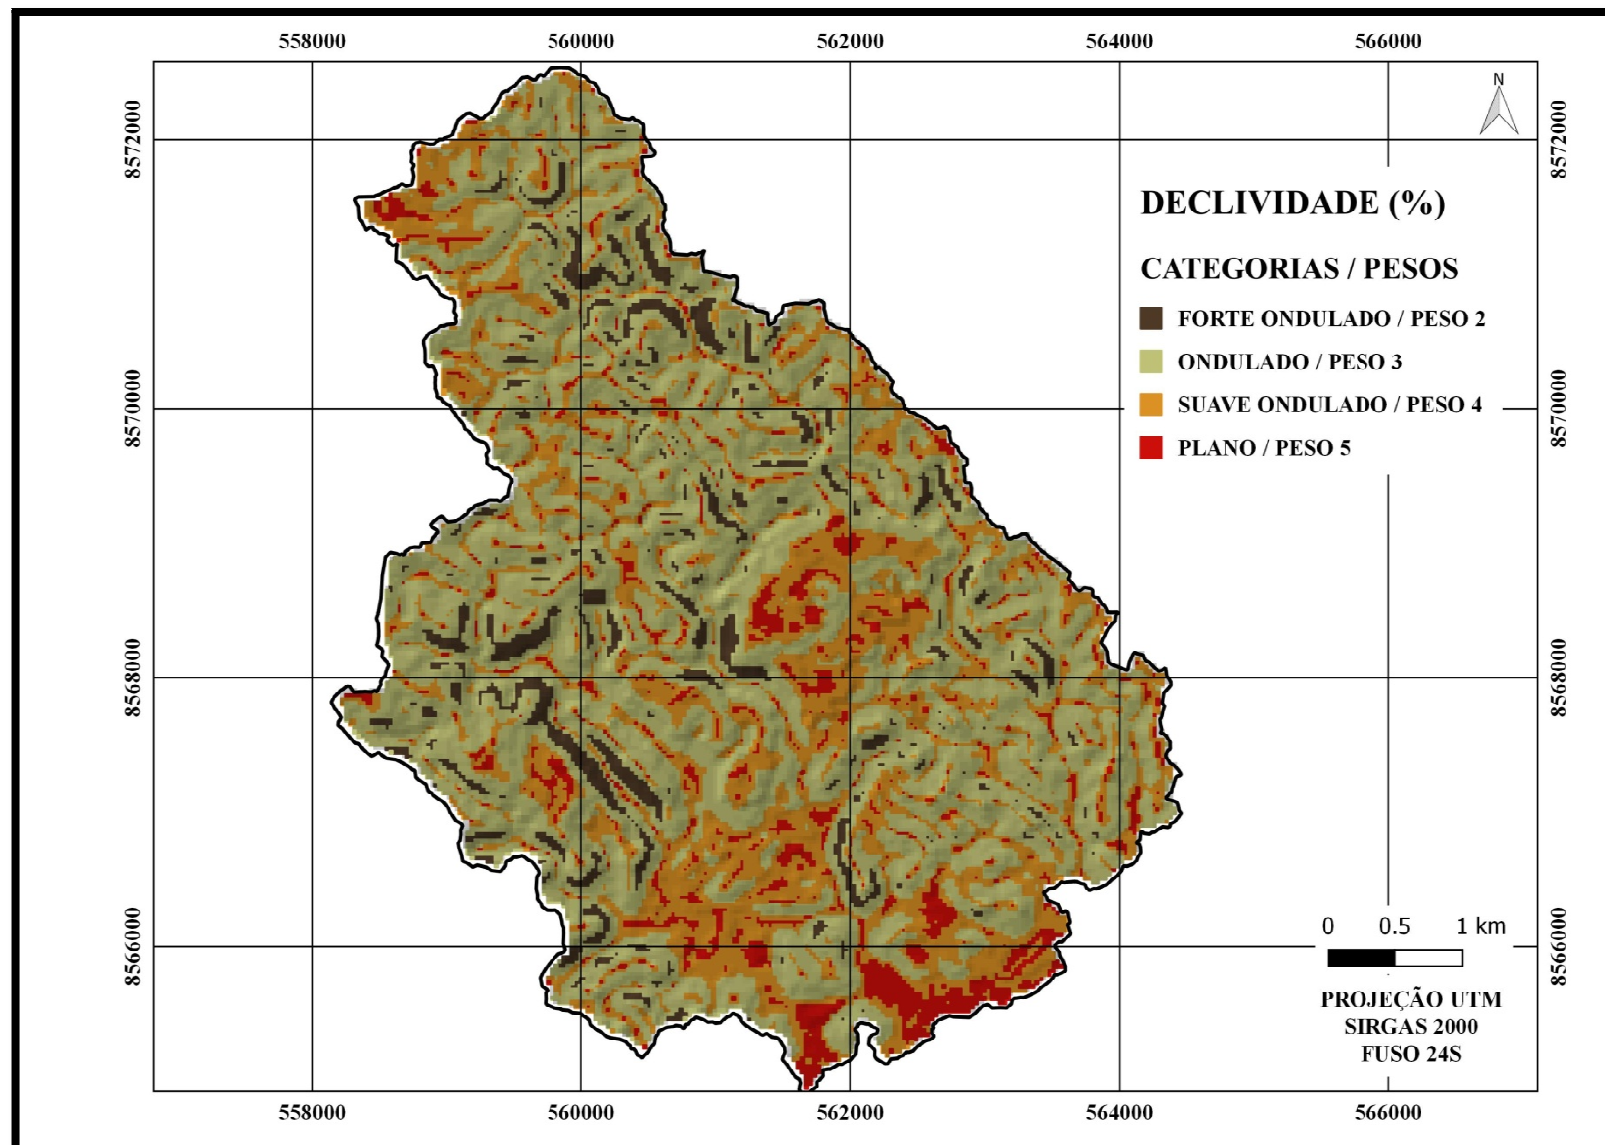 558000 560000 562000 564000 566000
N
8572000 8572000
DECLIVIDADE (%)
CATEGORIAS / PESOS
FORTE ONDULADO / PESO 2
ONDULADO / PESO 3
SUAVE ONDULADO / PESO 4
PLANO / PESO 5
8570000 8570000
8568000 8568000
8566000 8566000
0 0.5 1 km
PROJEÇÃO UTM
SIRGAS 2000
FUSO 24S
558000 560000 562000 564000 566000